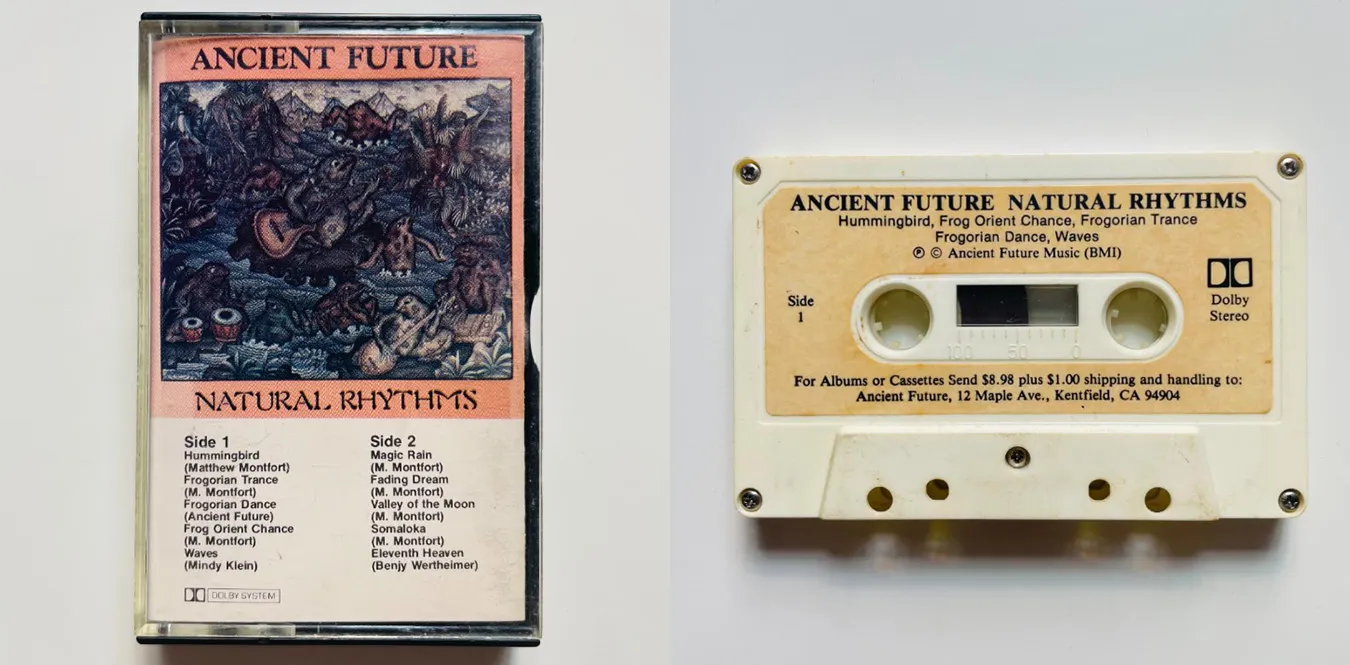 ANCIENT FUTURE
NATURAL RHYTHMS
Side 1
Hummingbird
(Matthew Montfort)
Frogorian Trance
(M. Montfort)
Frogorian Dance
(Ancient Future)
Frog Orient Chance
(M. Montfort)
Waves
(Mindy Klein)
Side 2
Magic Rain
(M. Montfort)
Fading Dream
(M. Montfort)
Valley of the Moon
(M. Montfort)
Somaloka
(M. Montfort)
Eleventh Heaven
(Benjy Wertheimer)
DOLBY SYSTEM
ANCIENT FUTURE NATURAL RHYTHMS
Hummingbird, Frog Orient Chance, Frogorian Trance
Frogorian Dance, Waves
℗ © Ancient Future Music (BMI)
Side
1
Dolby
Stereo
100 50 0
For Albums or Cassettes Send $8.98 plus $1.00 shipping and handling to:
Ancient Future, 12 Maple Ave., Kentfield, CA 94904